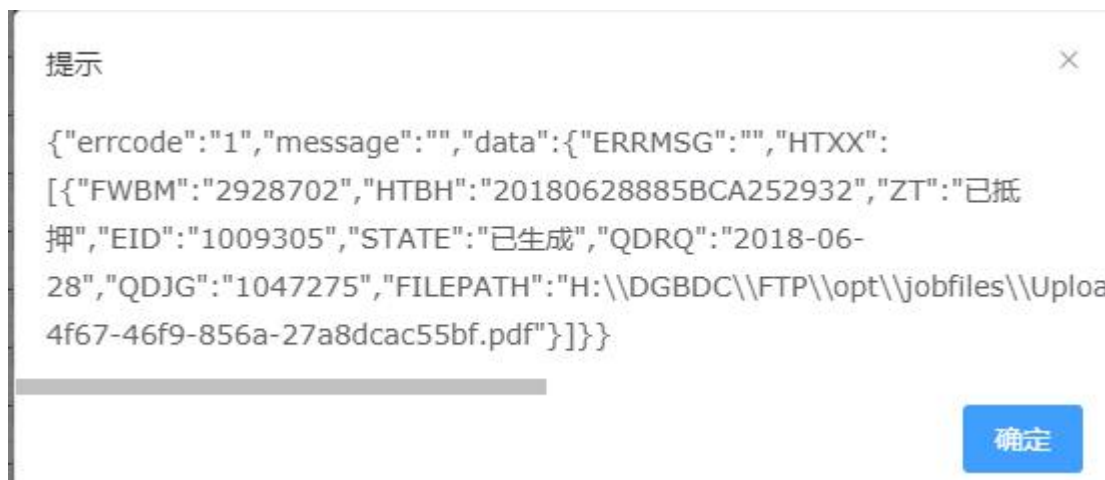 提示
{"errcode":"1","message":"","data":{"ERRMSG":"","HTXX":
[{"FWBM":"2928702","HTBH":"20180628885BCA252932","ZT":"已抵
押","EID":"1009305","STATE":"已生成","QDRQ":"2018-06-
28","QDJG":"1047275","FILEPATH":"H:\\DGBDC\\FTP\\opt\\jobfiles\\Uploa
4f67-46f9-856a-27a8dcac55bf.pdf"}]}}
确定